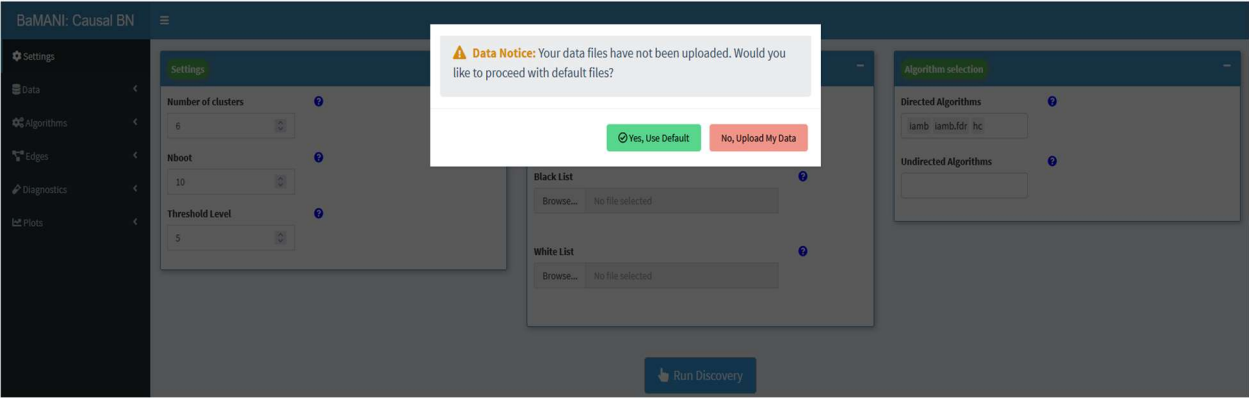 BaMANI: Causal BN
Settings
Data
Algorithms
Edges
Diagnostics
Plots
Data Notice: Your data files have not been uploaded. Would you
like to proceed with default files?
Yes, Use Default
No, Upload My Data
Settings
Number of clusters
6
Nboot
10
Threshold Level
5
Black List
Browse... No file selected
White List
Browse... No file selected
Algorithm selection
Directed Algorithms
iamb iamb.fdr hc
Undirected Algorithms
Run Discovery